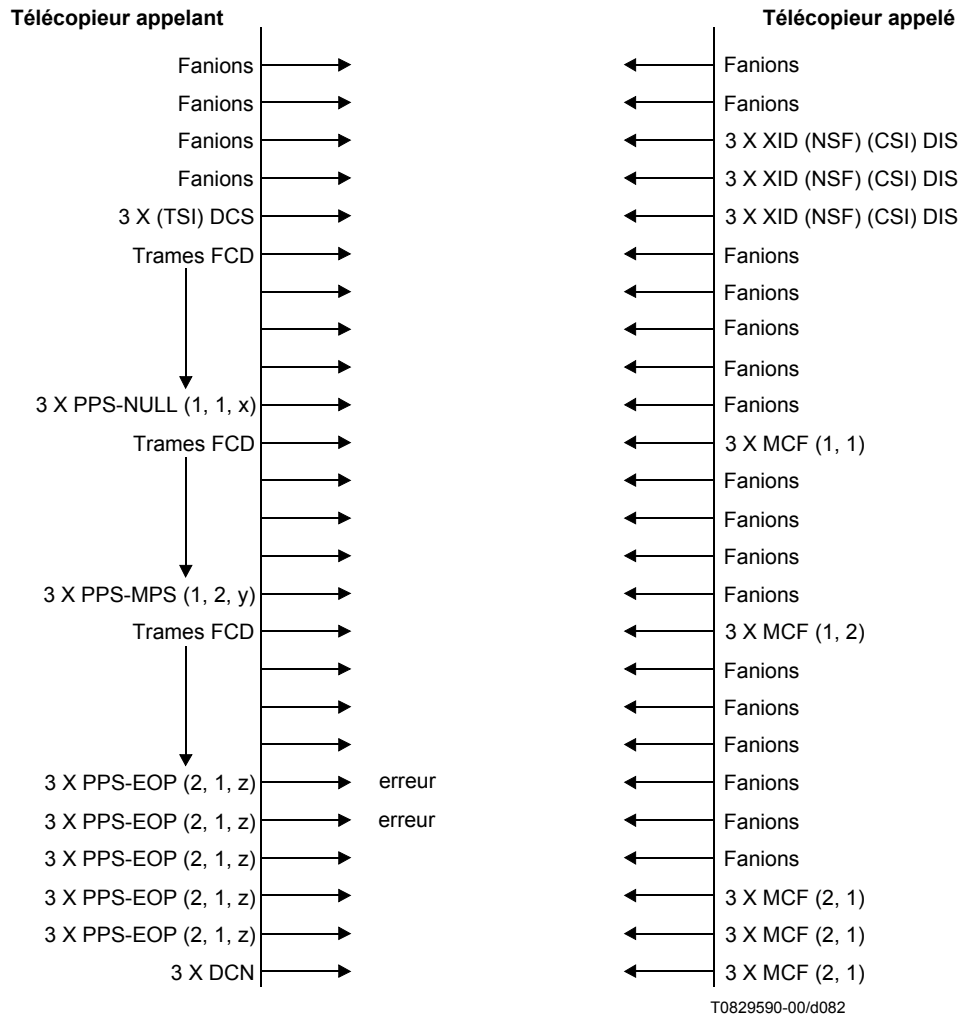 Télécopieur appelant Télécopieur appelé
Fanions Fanions
Fanions Fanions
Fanions 3 X XID (NSF) (CSI) DIS
Fanions 3 X XID (NSF) (CSI) DIS
3 X (TSI) DCS 3 X XID (NSF) (CSI) DIS
Trames FCD Fanions
Fanions
Fanions
Fanions
3 X PPS-NULL (1, 1, x) Fanions
Trames FCD 3 X MCF (1, 1)
Fanions
Fanions
Fanions
3 X PPS-MPS (1, 2, y) Fanions
Trames FCD 3 X MCF (1, 2)
Fanions
Fanions
Fanions
3 X PPS-EOP (2, 1, z) erreur Fanions
3 X PPS-EOP (2, 1, z) erreur Fanions
3 X PPS-EOP (2, 1, z) Fanions
3 X PPS-EOP (2, 1, z) 3 X MCF (2, 1)
3 X PPS-EOP (2, 1, z) 3 X MCF (2, 1)
3 X DCN 3 X MCF (2, 1)
T0829590-00/d082